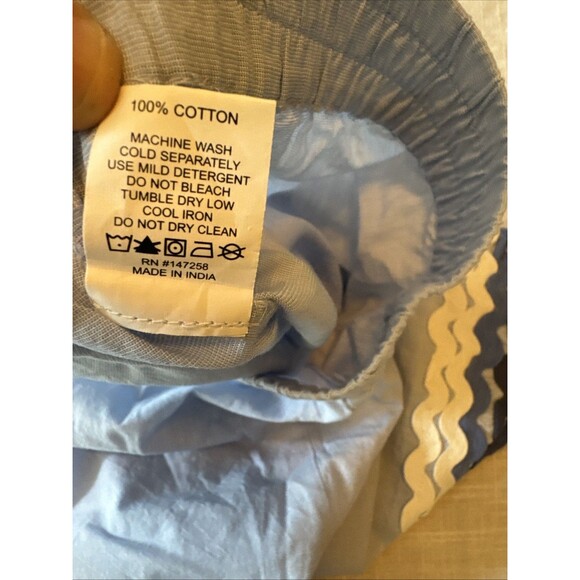 100% COTTON
MACHINE WASH
COLD SEPARATELY
USE MILD DETERGENT
DO NOT BLEACH
TUMBLE DRY LOW
COOL IRON
DO NOT DRY CLEAN
RN #147258
MADE IN INDIA